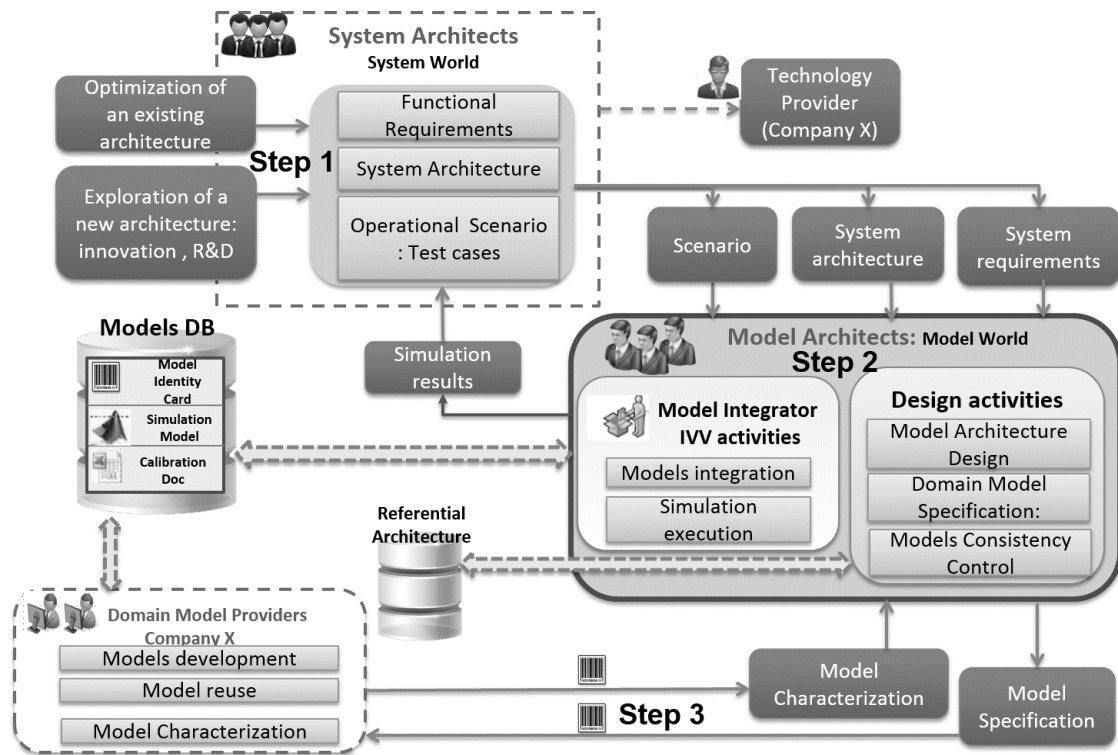 System Architects
System World
Optimization of
an existing
architecture
Step 1
Exploration of a
new architecture:
innovation , R&D
Functional
Requirements
System Architecture
Operational Scenario
: Test cases
Technology
Provider
(Company X)
Scenario
System
architecture
System
requirements
Simulation
results
Models DB
Model
Identity
Card
Simulation
Model
Calibration
Doc
Model Architects: Model World
Step 2
Model Integrator
IVV activities
Models integration
Simulation
execution
Design activities
Model Architecture
Design
Domain Model
Specification:
Models Consistency
Control
Referential
Architecture
Domain Model Providers
Company X
Models development
Model reuse
Model Characterization
Step 3
Model
Characterization
Model
Specification